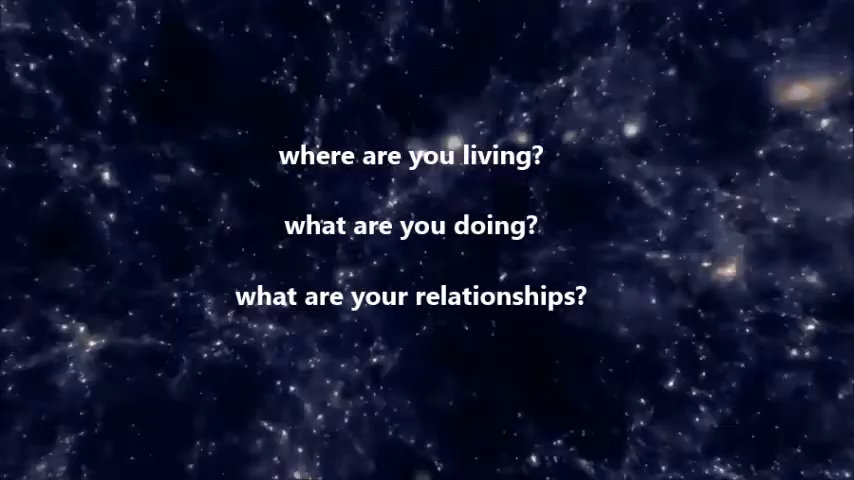 where are you living?
what are you doing?
what are your relationships?